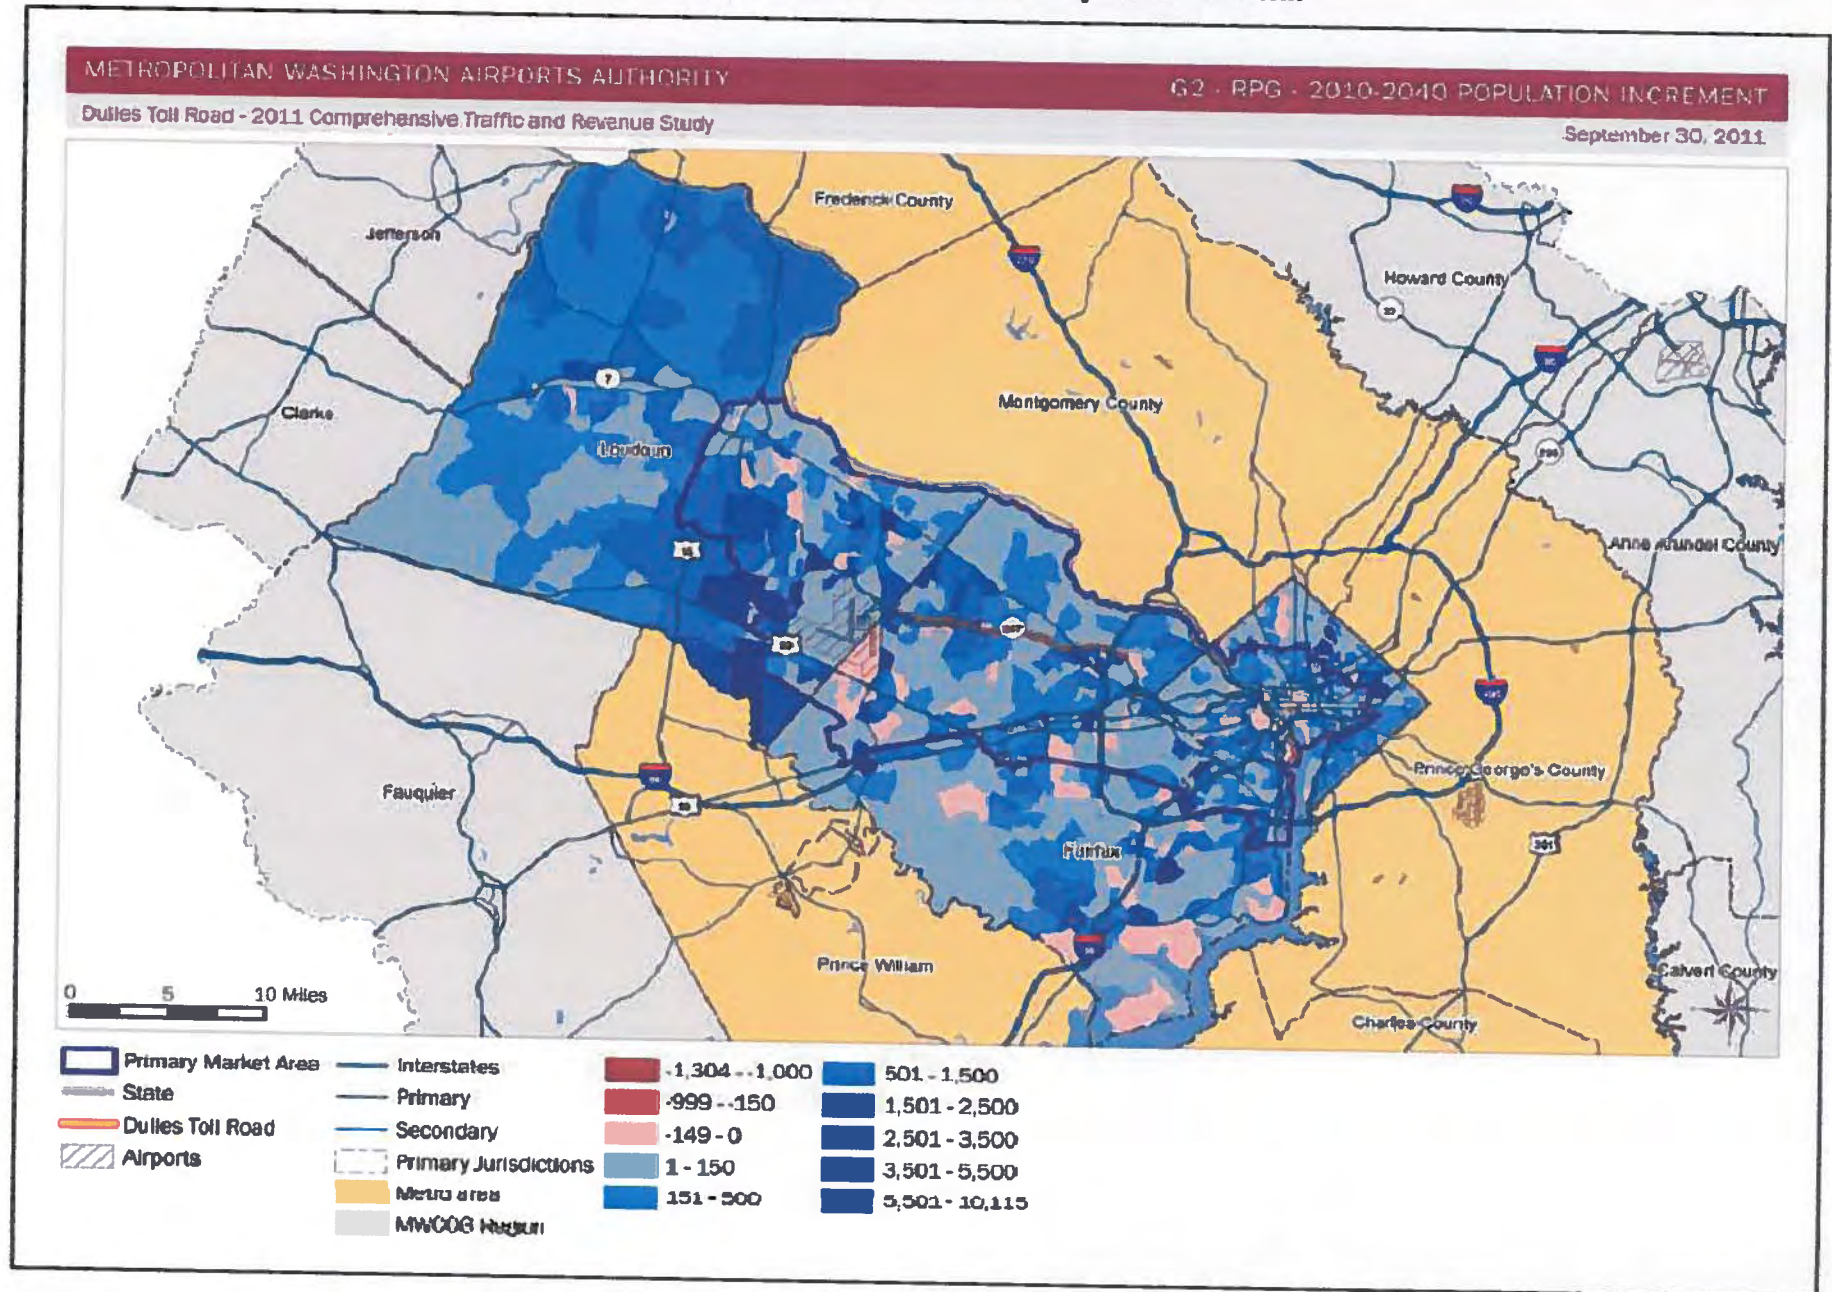 METROPOLITAN WASHINGTON AIRPORTS AUTHORITY
G2 - RPG - 2010-2040 POPULATION INCREMENT
Dulles Toll Road - 2011 Comprehensive Traffic and Revenue Study
September 30, 2011
Frederick County
Jefferson
Howard County
Montgomery County
Clarke
7
Loudoun
Anne Arundel County
Prince George's County
Fauquier
301
Fairfax
Prince William
Calvert County
Charles County
0 5 10 Miles
Primary Market Area
State
Dulles Toll Road
Airports
Interstates
Primary
Secondary
Primary Jurisdictions
Metro area
MWCOG Region
-1,304 - -1,000
-999 - -150
-149 - 0
1 - 150
151 - 500
501 - 1,500
1,501 - 2,500
2,501 - 3,500
3,501 - 5,500
5,501 - 10,115